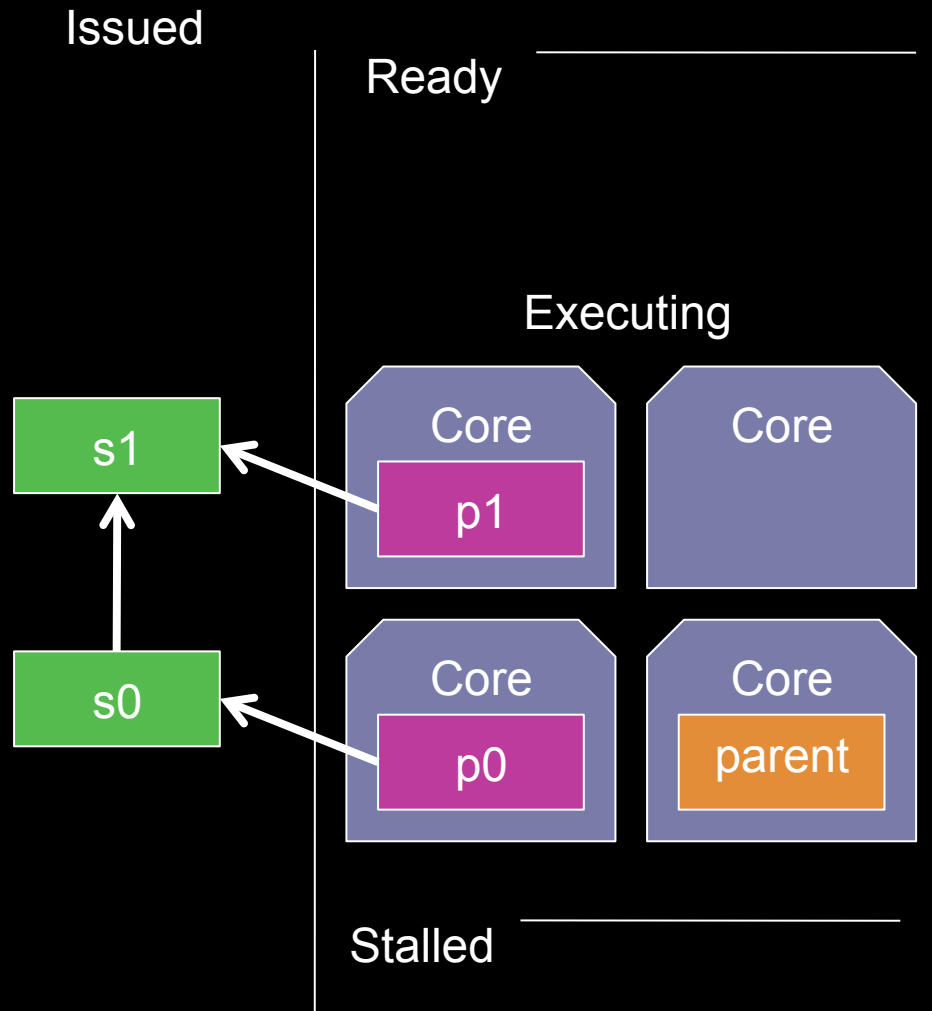 Issued
Ready
Executing
s1
Core
p1
Core
s0
Core
p0
Core
parent
Stalled